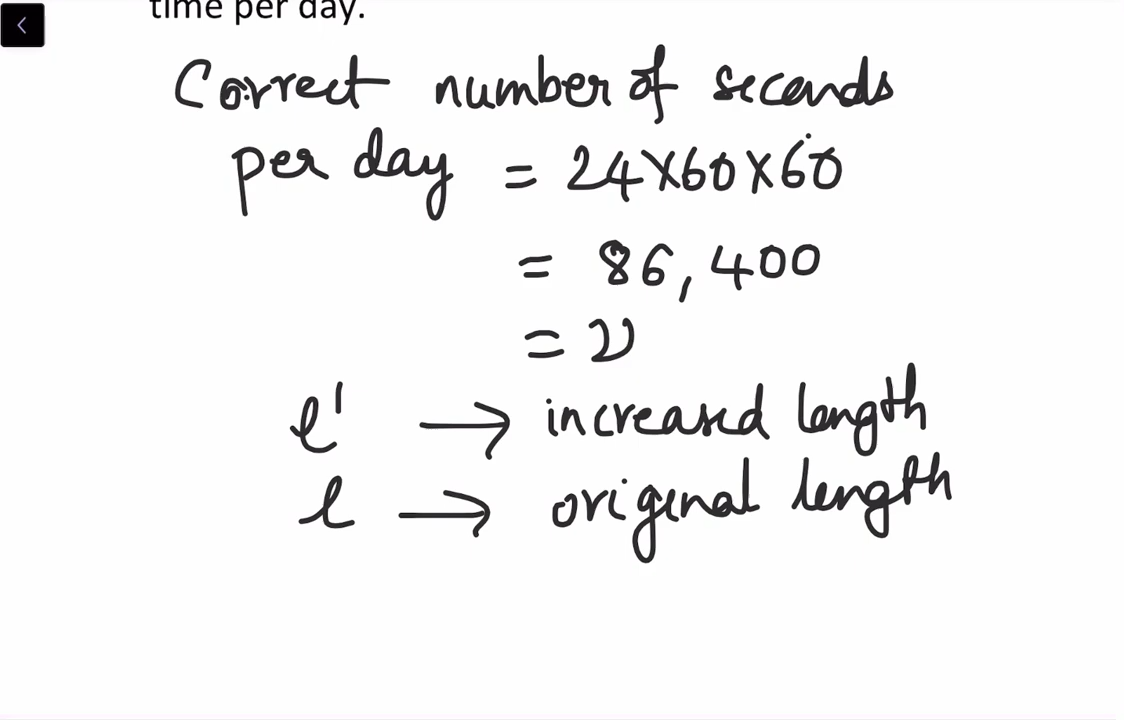 time per day.
Correct number of seconds
per day = 24×60×60
= 86,400
= ν
l' → increased length
l → original length